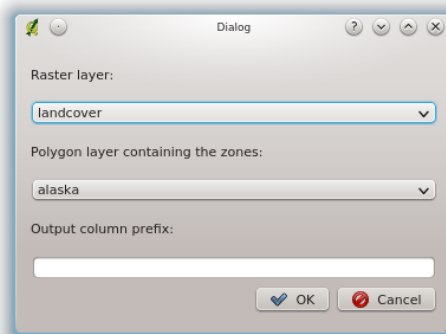 Dialog
Raster layer:
landcover
Polygon layer containing the zones:
alaska
Output column prefix:
OK Cancel